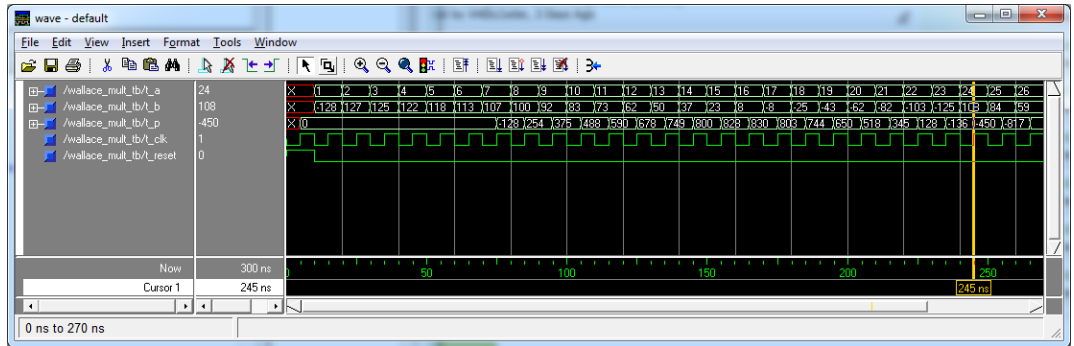 wave - default
File Edit View Insert Format Tools Window
/wallace_mult_tb/t_a 24 X 1 2 3 4 5 6 7 8 9 10 11 12 13 14 15 16 17 18 19 20 21 22 23 24 25 26
/wallace_mult_tb/t_b 108 X -128 127 125 122 118 113 107 100 92 83 73 62 50 37 23 8 -8 -25 -43 -62 -82 -103 -125 108 84 59
/wallace_mult_tb/t_p -450 X 0 -128 254 375 488 590 678 749 800 828 830 803 744 650 518 345 128 -136 -450 -817
/wallace_mult_tb/t_clk 1
/wallace_mult_tb/t_reset 0
Now 300 ns 0 50 100 150 200 250
Cursor 1 245 ns 245 ns
0 ns to 270 ns